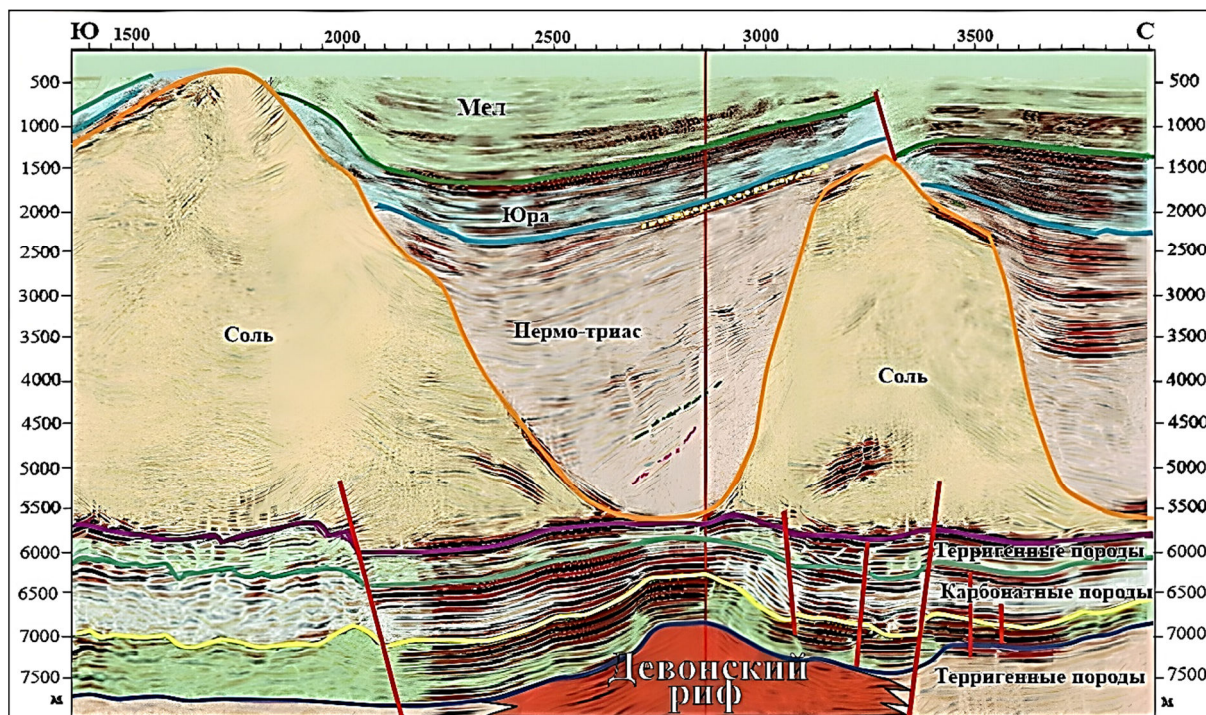 Ю 1500 2000 2500 3000 3500 С
500 500
Мел
1000 1000
1500 1500
2000 Юра 2000
2500 2500
3000 3000
Соль Пермо-триас
3500 3500
Соль
4000 4000
4500 4500
5000 5000
5500 5500
6000 Терригенные породы 6000
6500 Карбонатные породы 6500
7000 7000
Девонский
7500 риф Терригенные породы 7500
м м